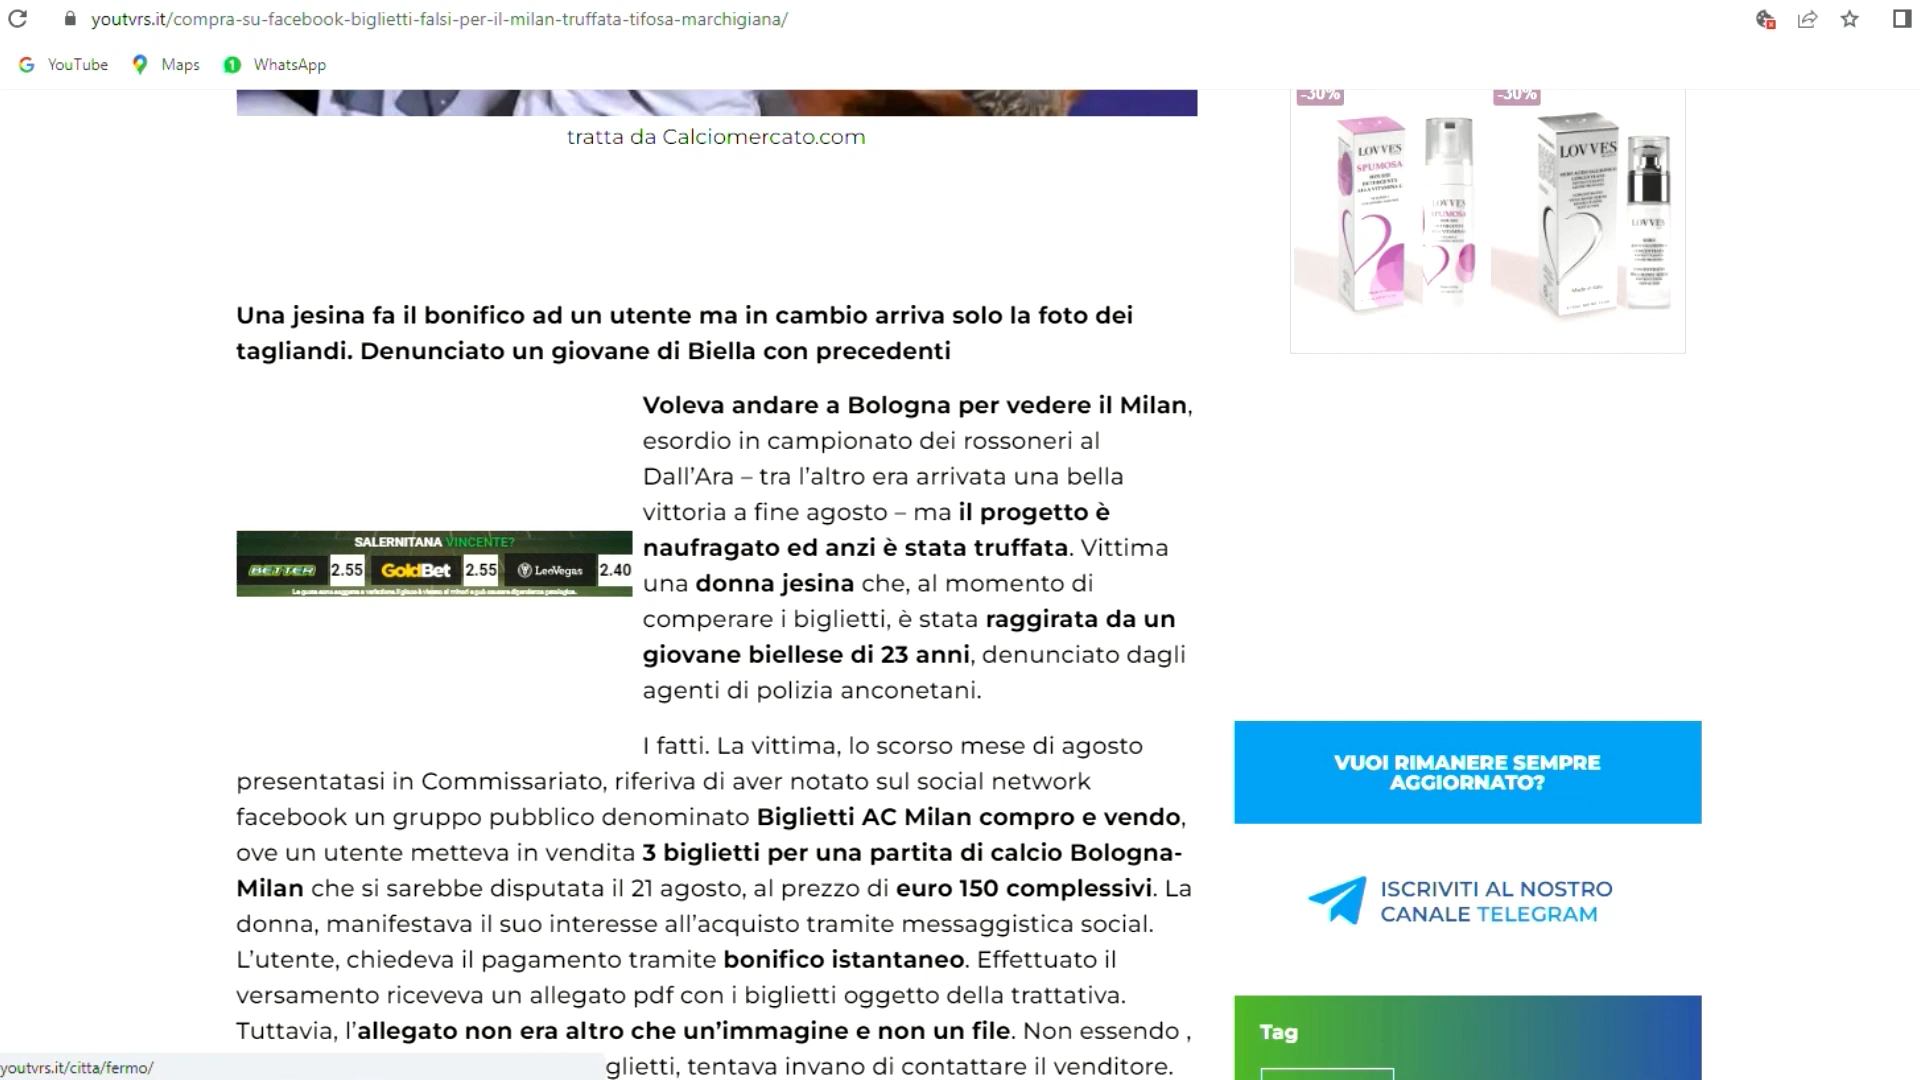 youtvrs.it/compra-su-facebook-biglietti-falsi-per-il-milan-truffata-tifosa-marchigiana/
YouTube
Maps
WhatsApp
tratta da Calciomercato.com
-30%
-30%
LOVVES
SPUMOSA
LOVVES
LOVVES
LOVVES
Made in Italy
Una jesina fa il bonifico ad un utente ma in cambio arriva solo la foto dei
tagliandi. Denunciato un giovane di Biella con precedenti
Voleva andare a Bologna per vedere il Milan,
esordio in campionato dei rossoneri al
Dall’Ara – tra l’altro era arrivata una bella
vittoria a fine agosto – ma il progetto è
naufragato ed anzi è stata truffata. Vittima
una donna jesina che, al momento di
comperare i biglietti, è stata raggirata da un
giovane biellese di 23 anni, denunciato dagli
agenti di polizia anconetani.
SALERNITANA VINCENTE?
BETTER 2.55 GoldBet 2.55 LeoVegas 2.40
I fatti. La vittima, lo scorso mese di agosto
presentatasi in Commissariato, riferiva di aver notato sul social network
facebook un gruppo pubblico denominato Biglietti AC Milan compro e vendo,
ove un utente metteva in vendita 3 biglietti per una partita di calcio Bologna-
Milan che si sarebbe disputata il 21 agosto, al prezzo di euro 150 complessivi. La
donna, manifestava il suo interesse all’acquisto tramite messaggistica social.
L’utente, chiedeva il pagamento tramite bonifico istantaneo. Effettuato il
versamento riceveva un allegato pdf con i biglietti oggetto della trattativa.
Tuttavia, l’allegato non era altro che un’immagine e non un file. Non essendo ,
glietti, tentava invano di contattare il venditore.
VUOI RIMANERE SEMPRE
AGGIORNATO?
ISCRIVITI AL NOSTRO
CANALE TELEGRAM
Tag
youtvrs.it/citta/fermo/